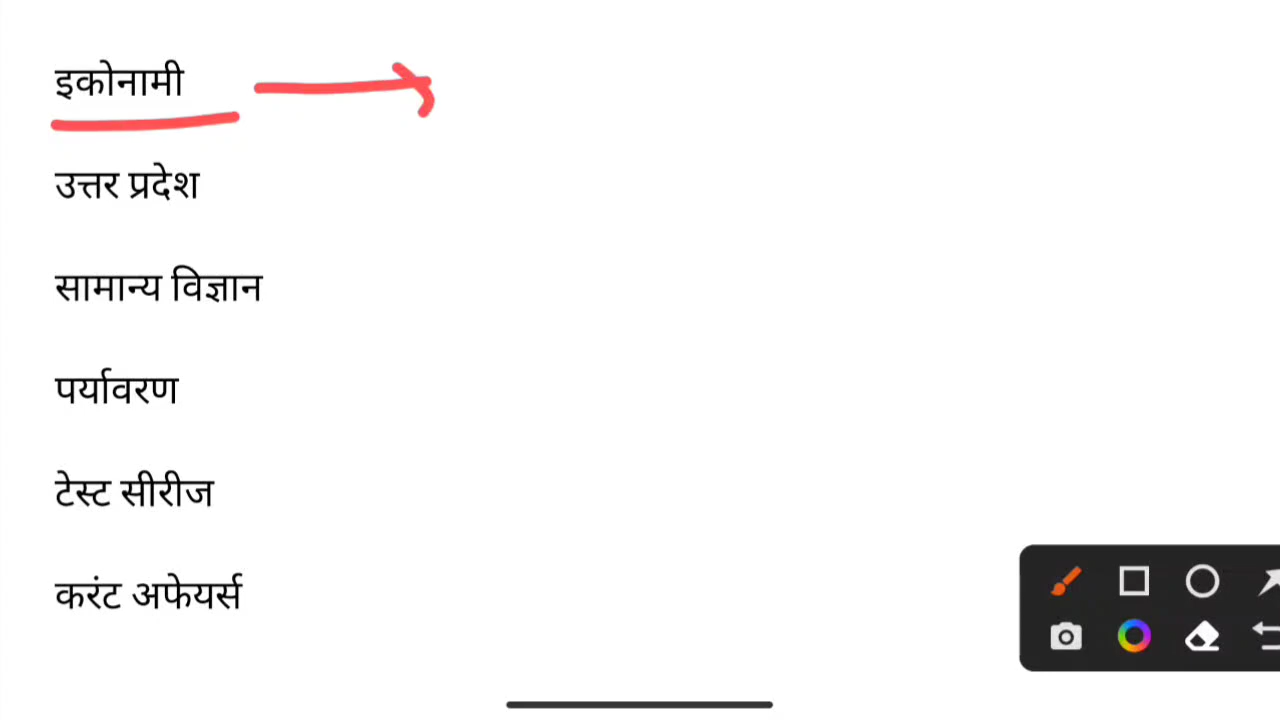 इकोनामी
उत्तर प्रदेश
सामान्य विज्ञान
पर्यावरण
टेस्ट सीरीज
करंट अफेयर्स